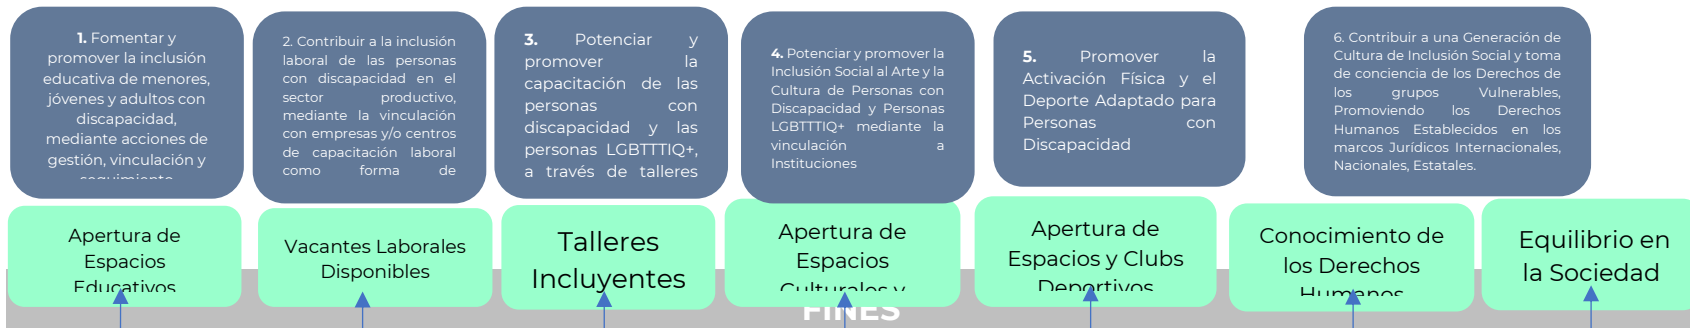 1. Fomentar y
promover la inclusión
educativa de menores,
jóvenes y adultos con
discapacidad,
mediante acciones de
gestión, vinculación y
seguimiento
2. Contribuir a la inclusión
laboral de las personas
con discapacidad en el
sector productivo,
mediante la vinculación
con empresas y/o centros
de capacitación laboral
como forma de
3. Potenciar y
promover la
capacitación de las
personas con
discapacidad y las
personas LGBTTTIQ+,
a través de talleres
4. Potenciar y promover la
Inclusión Social al Arte y la
Cultura de Personas con
Discapacidad y Personas
LGBTTTIQ+ mediante la
vinculación a
Instituciones
5. Promover la
Activación Física y el
Deporte Adaptado para
Personas con
Discapacidad
6. Contribuir a una Generación de
Cultura de Inclusión Social y toma
de conciencia de los Derechos de
los grupos Vulnerables,
Promoviendo los Derechos
Humanos Establecidos en los
marcos Jurídicos Internacionales,
Nacionales, Estatales.
Apertura de
Espacios
Educativos
Vacantes Laborales
Disponibles
Talleres
Incluyentes
Apertura de
Espacios
Culturales y
Apertura de
Espacios y Clubs
Deportivos
Conocimiento de
los Derechos
Humanos
Equilibrio en
la Sociedad
FINES